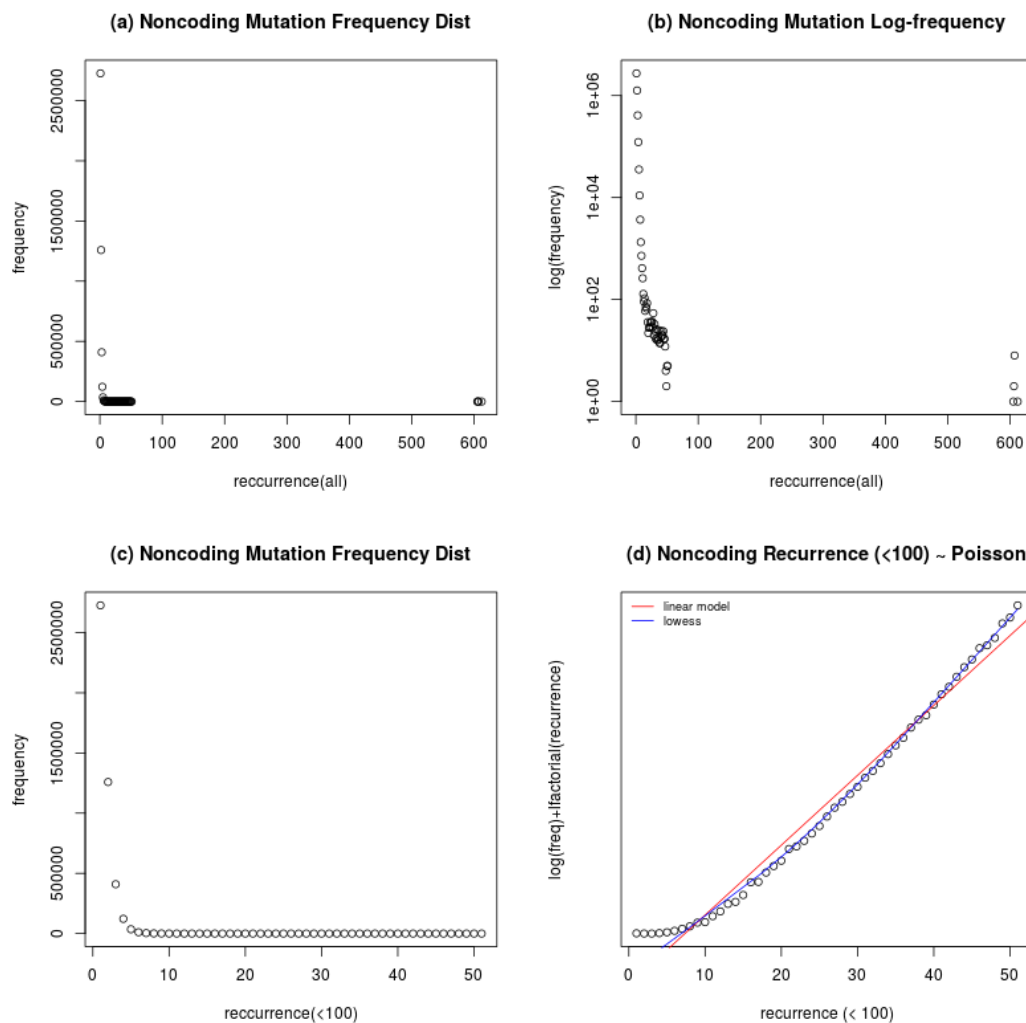 (a) Noncoding Mutation Frequency Dist
frequency
0
500000
1500000
2500000
0 100 200 300 400 500 600
reccurrence(all)
(b) Noncoding Mutation Log-frequency
log(frequency)
1e+00
1e+02
1e+04
1e+06
0 100 200 300 400 500 600
reccurrence(all)
(c) Noncoding Mutation Frequency Dist
frequency
0
500000
1500000
2500000
0 10 20 30 40 50
reccurrence(<100)
(d) Noncoding Recurrence (<100) ~ Poisson
linear model
lowess
log(freq)+lfactorial(recurrence)
0 10 20 30 40 50
recurrence (< 100)